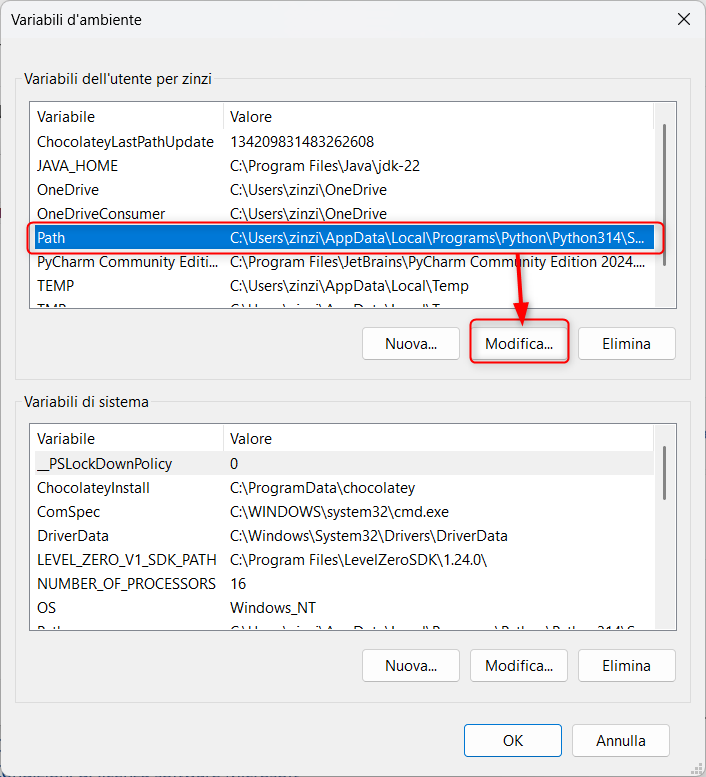 Variabili d'ambiente
Variabili dell'utente per zinzi
Variabile Valore
ChocolateyLastPathUpdate 134209831483262608
JAVA_HOME C:\Program Files\Java\jdk-22
OneDrive C:\Users\zinzi\OneDrive
OneDriveConsumer C:\Users\zinzi\OneDrive
Path C:\Users\zinzi\AppData\Local\Programs\Python\Python314\S...
PyCharm Community Editi... C:\Program Files\JetBrains\PyCharm Community Edition 2024....
TEMP C:\Users\zinzi\AppData\Local\Temp
Nuova... Modifica... Elimina
Variabili di sistema
Variabile Valore
__PSLockDownPolicy 0
ChocolateyInstall C:\ProgramData\chocolatey
ComSpec C:\WINDOWS\system32\cmd.exe
DriverData C:\Windows\System32\Drivers\DriverData
LEVEL_ZERO_V1_SDK_PATH C:\Program Files\LevelZeroSDK\1.24.0\
NUMBER_OF_PROCESSORS 16
OS Windows_NT
Nuova... Modifica... Elimina
OK Annulla